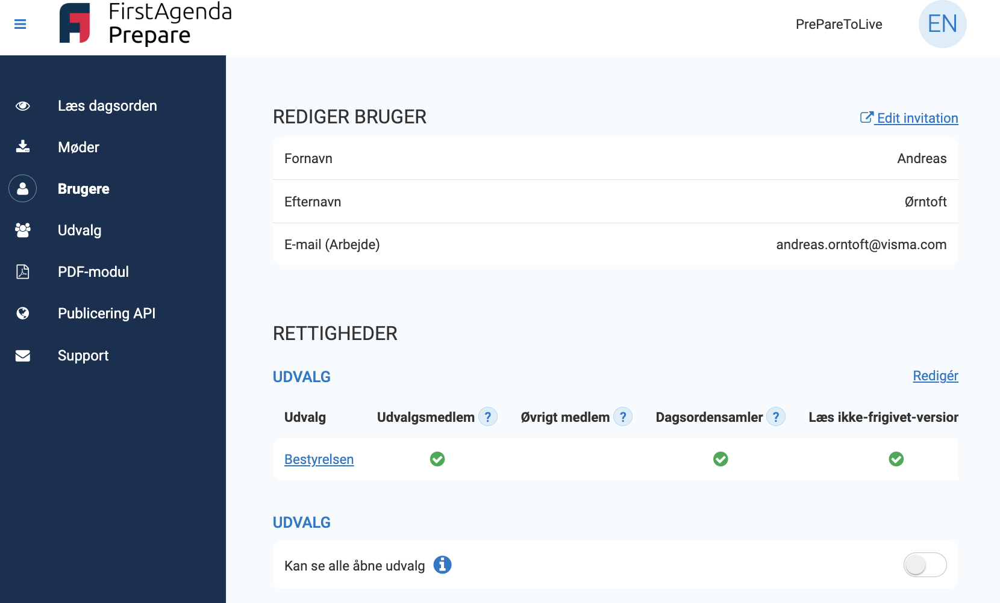 FirstAgenda
Prepare
PrePareToLive
EN
Læs dagsorden
Møder
Brugere
Udvalg
PDF-modul
Publicering API
Support
REDIGER BRUGER
Edit invitation
Fornavn Andreas
Efternavn Ørntoft
E-mail (Arbejde) andreas.orntoft@visma.com
RETTIGHEDER
UDVALG Redigér
Udvalg Udvalgsmedlem ? Øvrigt medlem ? Dagsordensamler ? Læs ikke-frigivet-version
Bestyrelsen
UDVALG
Kan se alle åbne udvalg